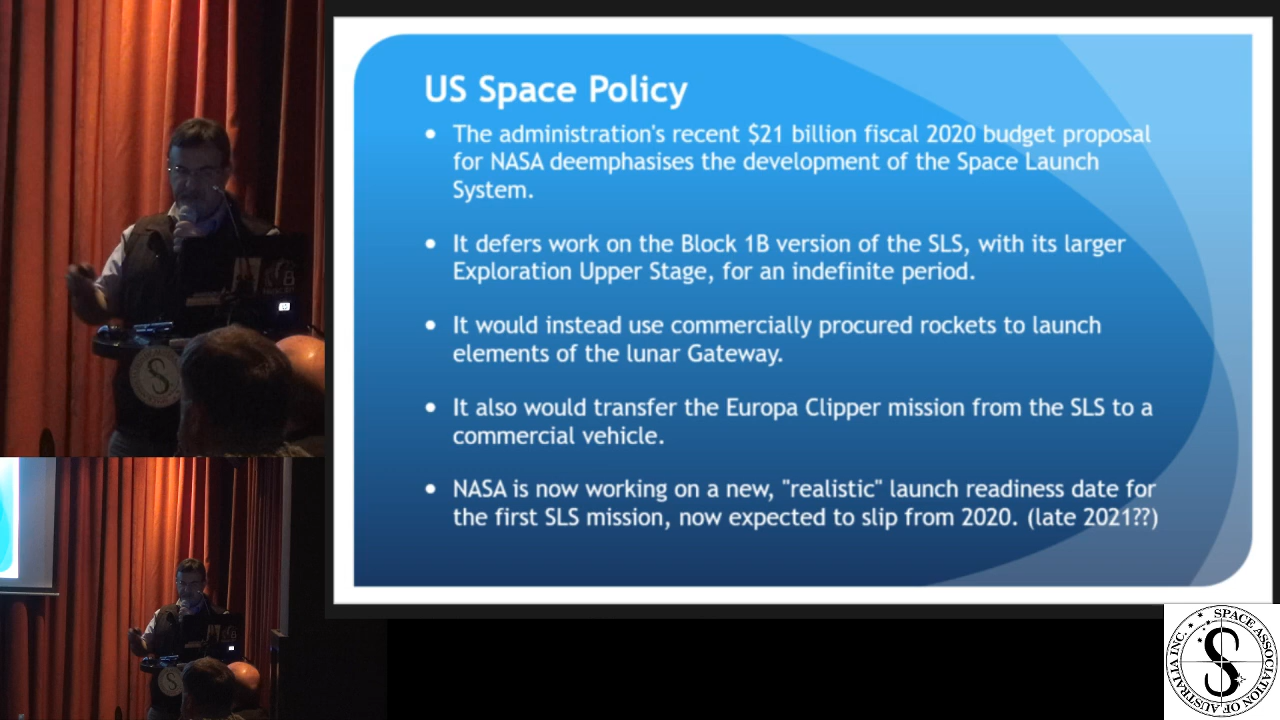 US Space Policy
• The administration's recent $21 billion fiscal 2020 budget proposal
for NASA deemphasises the development of the Space Launch
System.
• It defers work on the Block 1B version of the SLS, with its larger
Exploration Upper Stage, for an indefinite period.
• It would instead use commercially procured rockets to launch
elements of the lunar Gateway.
• It also would transfer the Europa Clipper mission from the SLS to a
commercial vehicle.
• NASA is now working on a new, "realistic" launch readiness date for
the first SLS mission, now expected to slip from 2020. (late 2021??)
SPACE ASSOCIATION OF AUSTRALIA INC.
S